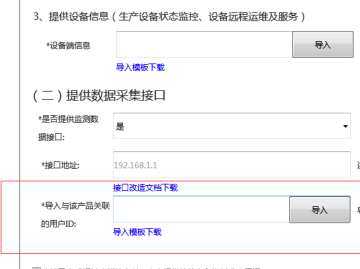 3、提供设备信息（生产设备状态监控、设备远程运维及服务）
*设备端信息
导入
导入模板下载
（二）提供数据采集接口
*是否提供监测数据接口:
是
*接口地址:
192.168.1.1
接口改造文档下载
*导入与该产品关联的用户ID:
导入
导入模板下载